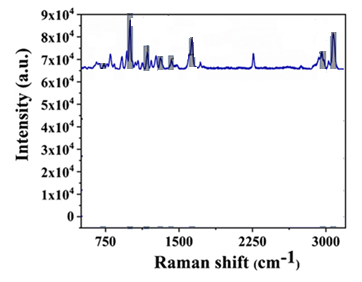 9x10⁴
8x10⁴
7x10⁴
6x10⁴
5x10⁴
4x10⁴
3x10⁴
2x10⁴
1x10⁴
0
Intensity (a.u.)
750 1500 2250 3000
Raman shift (cm⁻¹)